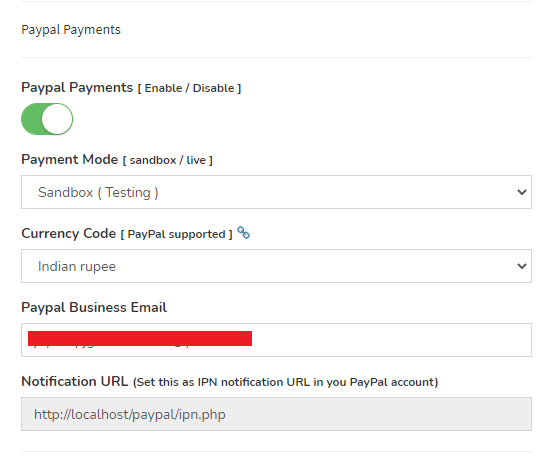 Paypal Payments
Paypal Payments [ Enable / Disable ]
Payment Mode [ sandbox / live ]
Sandbox ( Testing )
Currency Code [ PayPal supported ]
Indian rupee
Paypal Business Email
Notification URL (Set this as IPN notification URL in you PayPal account)
http://localhost/paypal/ipn.php